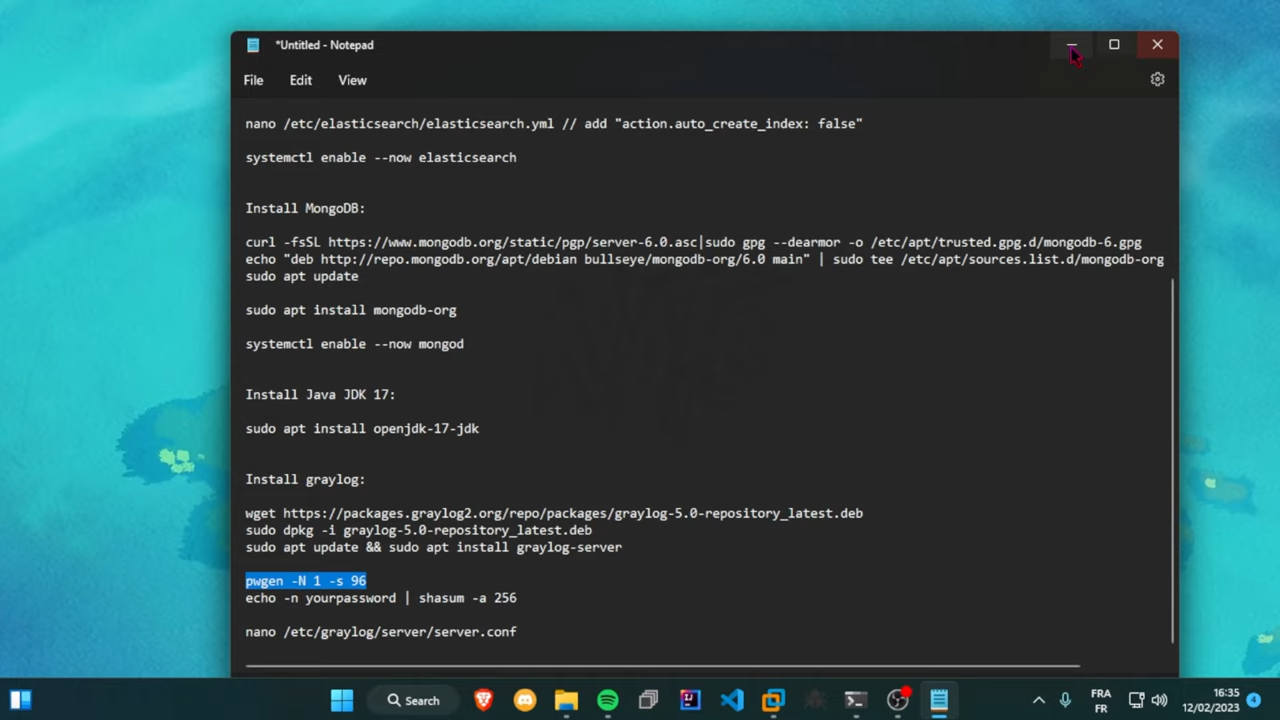 *Untitled - Notepad
File Edit View
nano /etc/elasticsearch/elasticsearch.yml // add "action.auto_create_index: false"
systemctl enable --now elasticsearch
Install MongoDB:
curl -fsSL https://www.mongodb.org/static/pgp/server-6.0.asc|sudo gpg --dearmor -o /etc/apt/trusted.gpg.d/mongodb-6.gpg
echo "deb http://repo.mongodb.org/apt/debian bullseye/mongodb-org/6.0 main" | sudo tee /etc/apt/sources.list.d/mongodb-org
sudo apt update
sudo apt install mongodb-org
systemctl enable --now mongod
Install Java JDK 17:
sudo apt install openjdk-17-jdk
Install graylog:
wget https://packages.graylog2.org/repo/packages/graylog-5.0-repository_latest.deb
sudo dpkg -i graylog-5.0-repository_latest.deb
sudo apt update && sudo apt install graylog-server
pwgen -N 1 -s 96
echo -n yourpassword | shasum -a 256
nano /etc/graylog/server/server.conf
Search
FRA
FR
16:35
12/02/2023
4